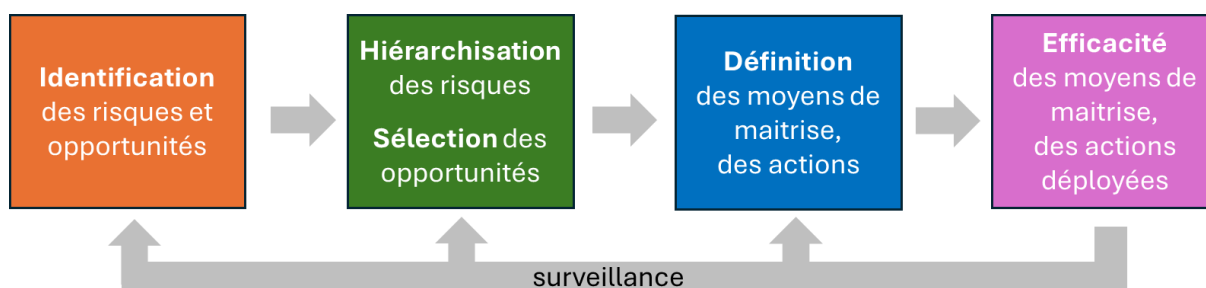 Identification
des risques et
opportunités
Hiérarchisation
des risques
Sélection des
opportunités
Définition
des moyens de
maitrise,
des actions
Efficacité
des moyens de
maitrise,
des actions
déployées
surveillance